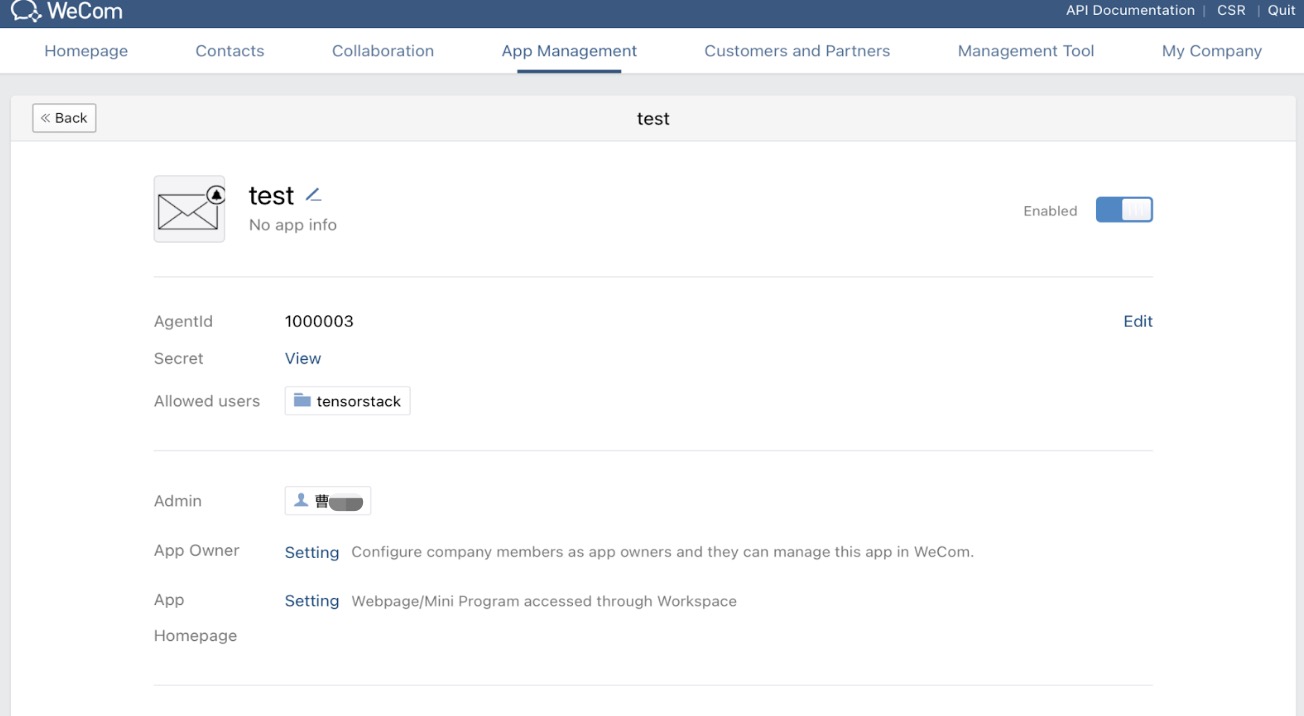 WeCom
API Documentation | CSR | Quit
Homepage Contacts Collaboration App Management Customers and Partners Management Tool My Company
« Back
test
test
No app info
Enabled
AgentId 1000003 Edit
Secret View
Allowed users tensorstack
Admin 曹
App Owner Setting Configure company members as app owners and they can manage this app in WeCom.
App Setting Webpage/Mini Program accessed through Workspace
Homepage